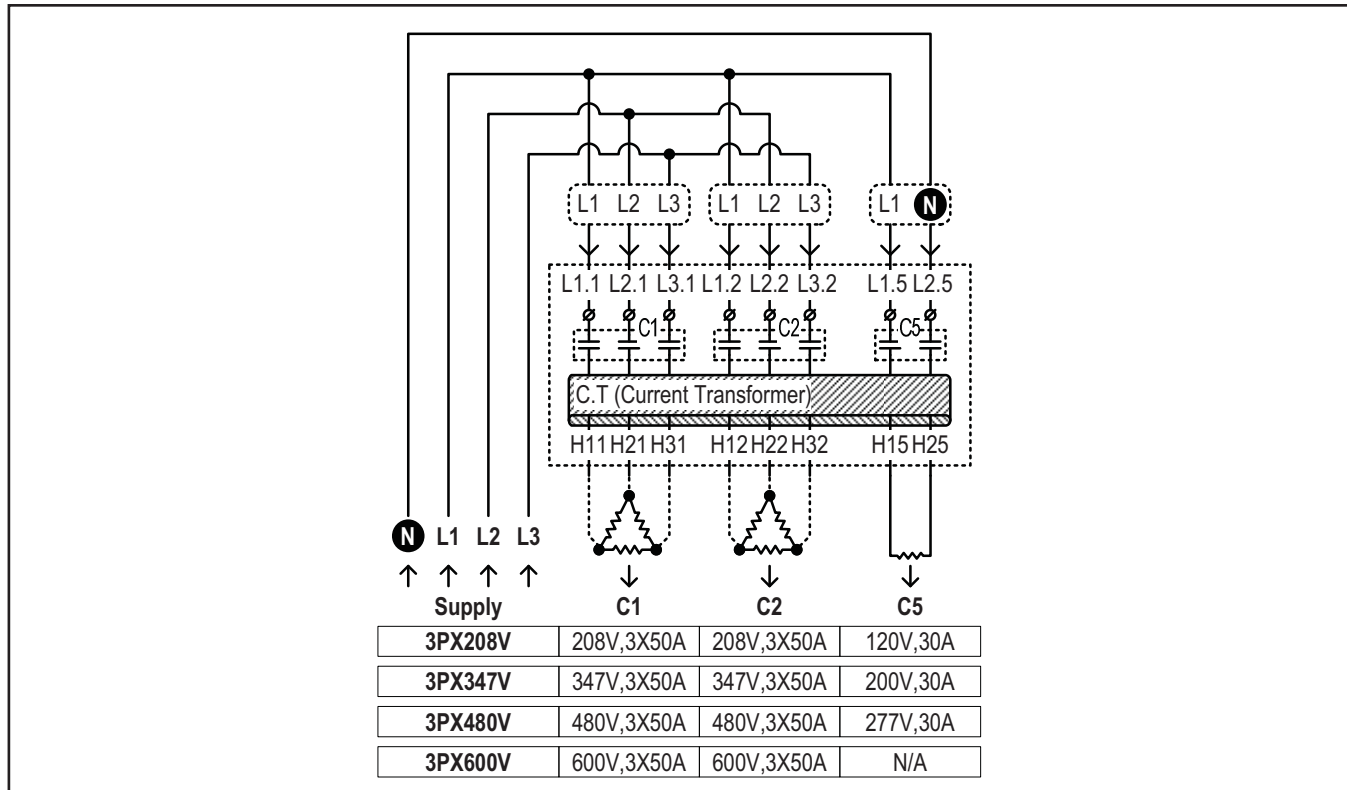 L1 L2 L3 L1 L2 L3 L1 N
L1.1 L2.1 L3.1 L1.2 L2.2 L3.2 L1.5 L2.5
C1 C2 C5
C.T (Current Transformer)
H11 H21 H31 H12 H22 H32 H15 H25
N L1 L2 L3
Supply C1 C2 C5
3PX208V 208V,3X50A 208V,3X50A 120V,30A
3PX347V 347V,3X50A 347V,3X50A 200V,30A
3PX480V 480V,3X50A 480V,3X50A 277V,30A
3PX600V 600V,3X50A 600V,3X50A N/A